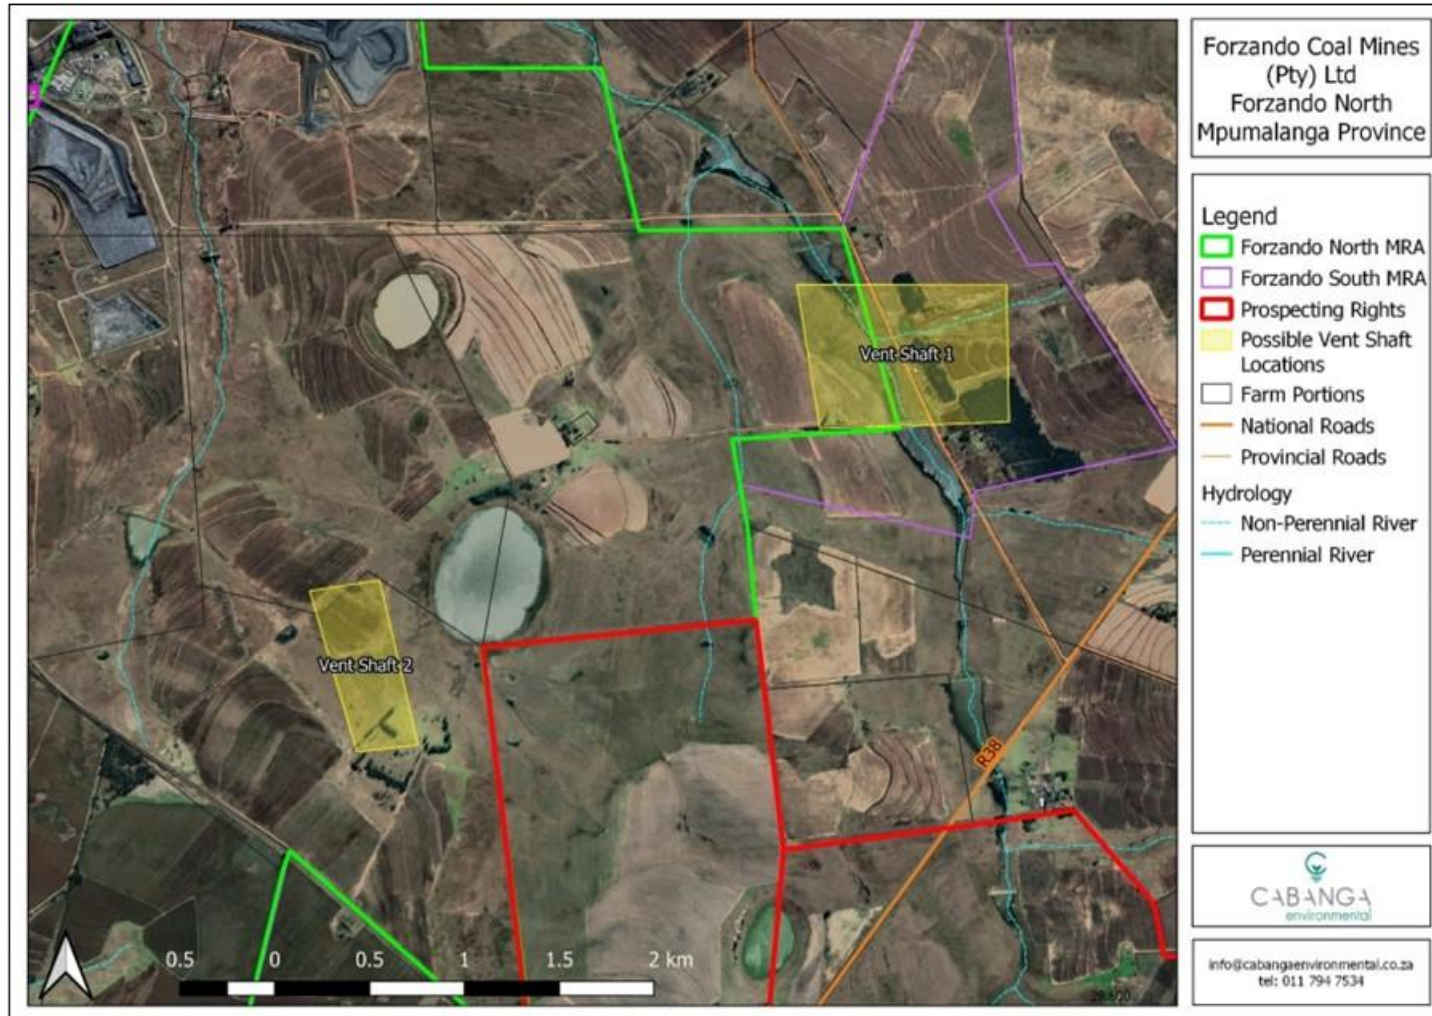 Forzando Coal Mines
(Pty) Ltd
Forzando North
Mpumalanga Province
Legend
Forzando North MRA
Forzando South MRA
Prospecting Rights
Possible Vent Shaft
Locations
Farm Portions
National Roads
Provincial Roads
Hydrology
Non-Perennial River
Perennial River
Vent Shaft 1
Vent Shaft 2
R38
0.5 0 0.5 1 1.5 2 km
CABANGA
environmental
info@cabangaenvironmental.co.za
tel: 011 794 7534